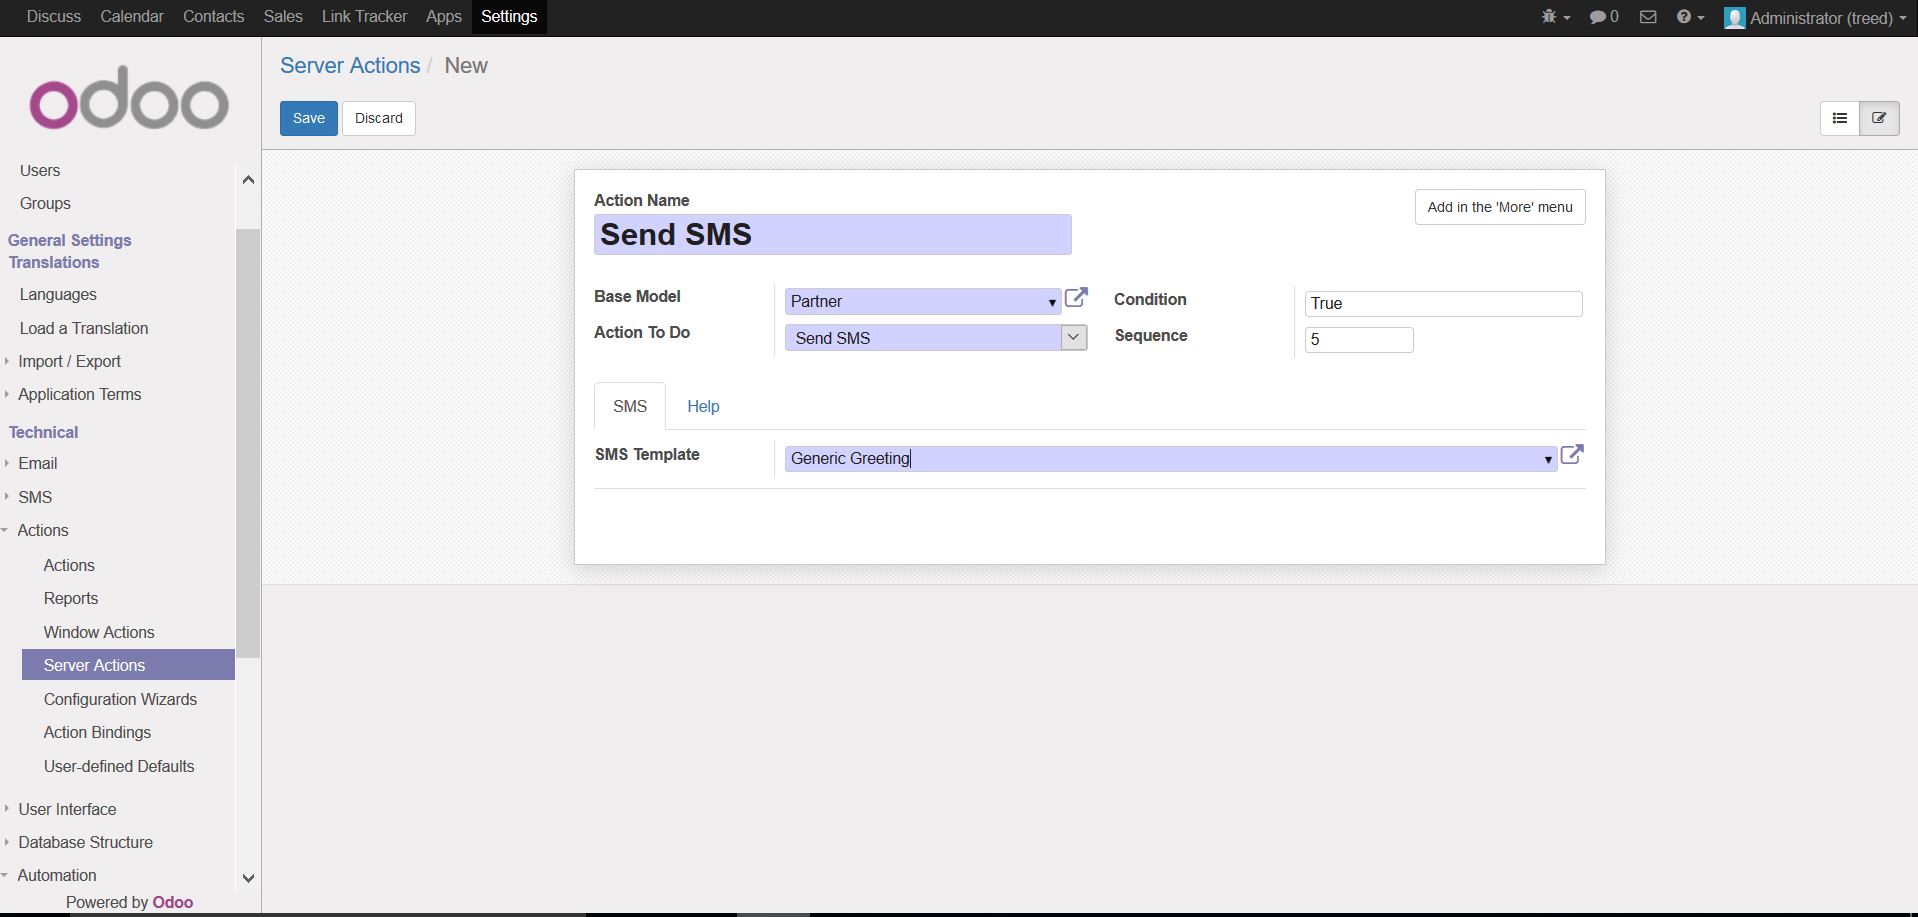 Discuss Calendar Contacts Sales Link Tracker Apps Settings 0 Administrator (treed)
odoo
Server Actions / New
Save Discard
Users
Groups
General Settings
Translations
Languages
Load a Translation
Import / Export
Application Terms
Technical
Email
SMS
Actions
Actions
Reports
Window Actions
Server Actions
Configuration Wizards
Action Bindings
User-defined Defaults
User Interface
Database Structure
Automation
Powered by Odoo
Action Name
Add in the 'More' menu
Send SMS
Base Model Partner Condition True
Action To Do Send SMS Sequence 5
SMS Help
SMS Template Generic Greeting